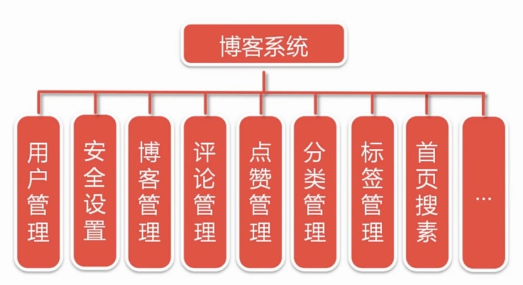 博客系统
用户管理
安全设置
博客管理
评论管理
点赞管理
分类管理
标签管理
首页搜素
...